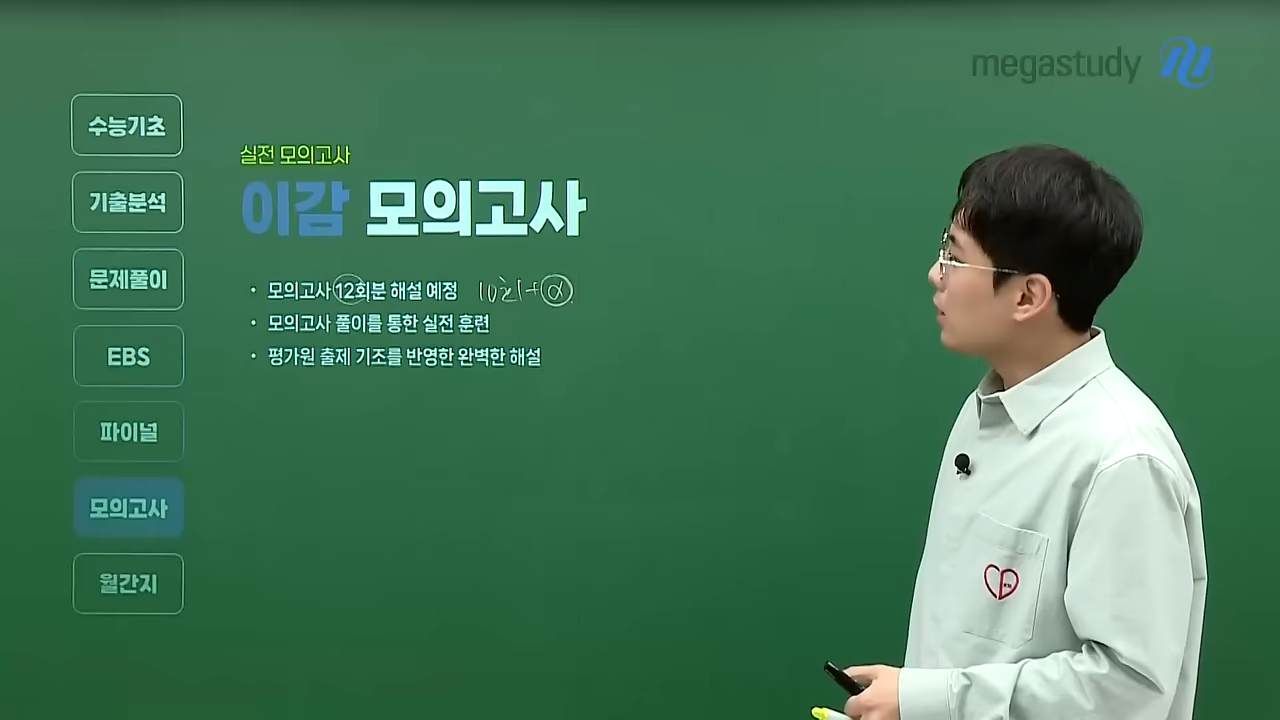 megastudy
수능기초
기출분석
문제풀이
EBS
파이널
모의고사
월간지
실전 모의고사
이감 모의고사
• 모의고사 12회분 해설 예정 10회+α
• 모의고사 풀이를 통한 실전 훈련
• 평가원 출제 기조를 반영한 완벽한 해설